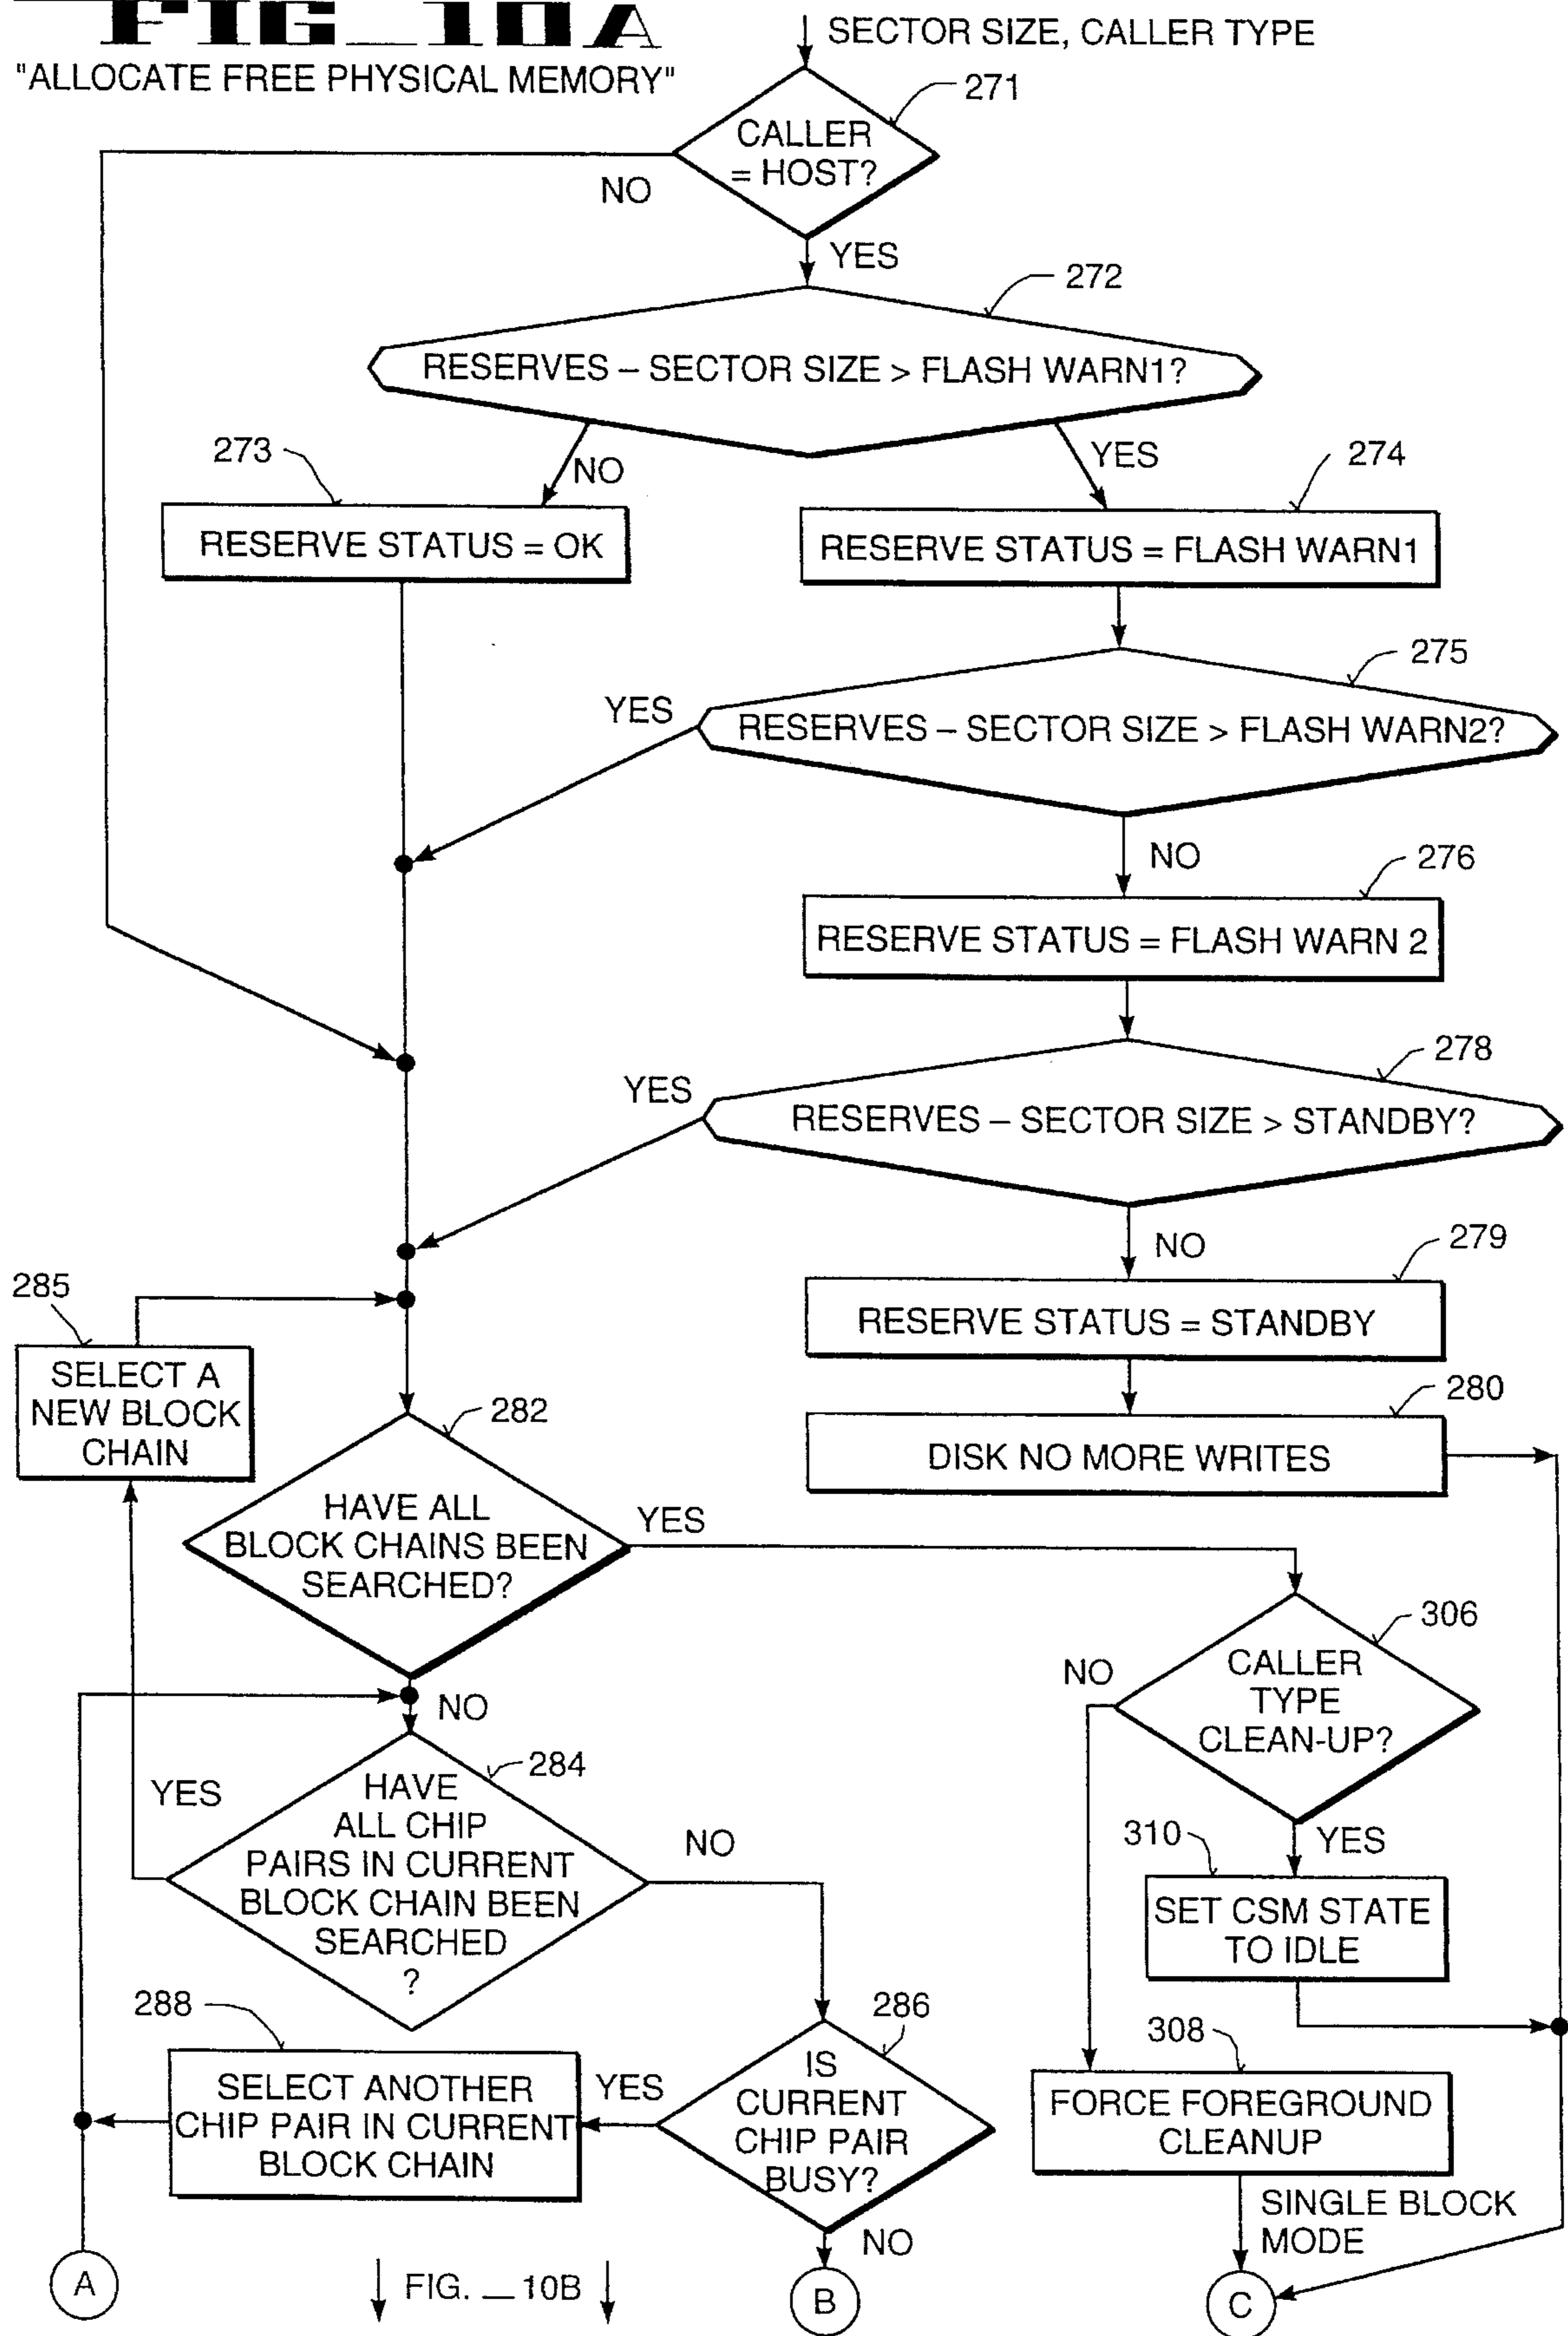 FIG_10A
"ALLOCATE FREE PHYSICAL MEMORY"
SECTOR SIZE, CALLER TYPE
271
CALLER
= HOST?
NO
YES
272
RESERVES – SECTOR SIZE > FLASH WARN1?
273
NO
YES
274
RESERVE STATUS = OK
RESERVE STATUS = FLASH WARN1
275
YES
RESERVES – SECTOR SIZE > FLASH WARN2?
NO
276
RESERVE STATUS = FLASH WARN 2
278
YES
RESERVES – SECTOR SIZE > STANDBY?
NO
279
RESERVE STATUS = STANDBY
280
DISK NO MORE WRITES
285
SELECT A
NEW BLOCK
CHAIN
282
HAVE ALL
BLOCK CHAINS BEEN
SEARCHED?
YES
NO
306
CALLER
TYPE
CLEAN-UP?
NO
YES
284
HAVE
ALL CHIP
PAIRS IN CURRENT
BLOCK CHAIN BEEN
SEARCHED
?
YES
NO
310
SET CSM STATE
TO IDLE
288
SELECT ANOTHER
CHIP PAIR IN CURRENT
BLOCK CHAIN
YES
286
IS
CURRENT
CHIP PAIR
BUSY?
NO
308
FORCE FOREGROUND
CLEANUP
SINGLE BLOCK
MODE
A
FIG. _ 10B
B
C